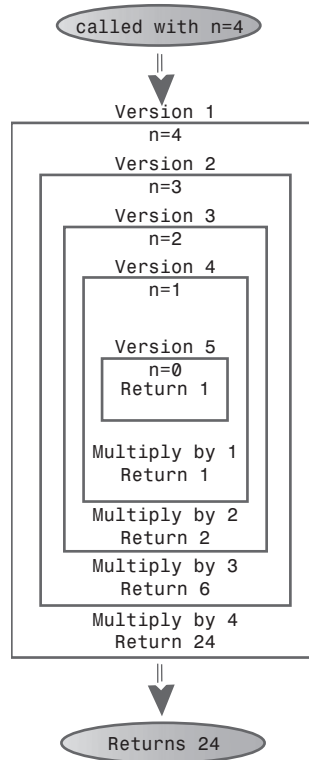 called with n=4
Version 1
n=4
Version 2
n=3
Version 3
n=2
Version 4
n=1
Version 5
n=0
Return 1
Multiply by 1
Return 1
Multiply by 2
Return 2
Multiply by 3
Return 6
Multiply by 4
Return 24
Returns 24